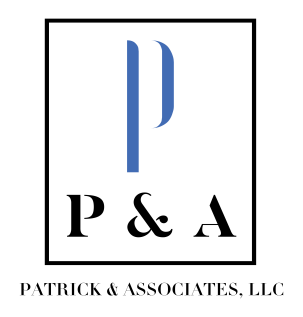 P
P & A
PATRICK & ASSOCIATES, LLC